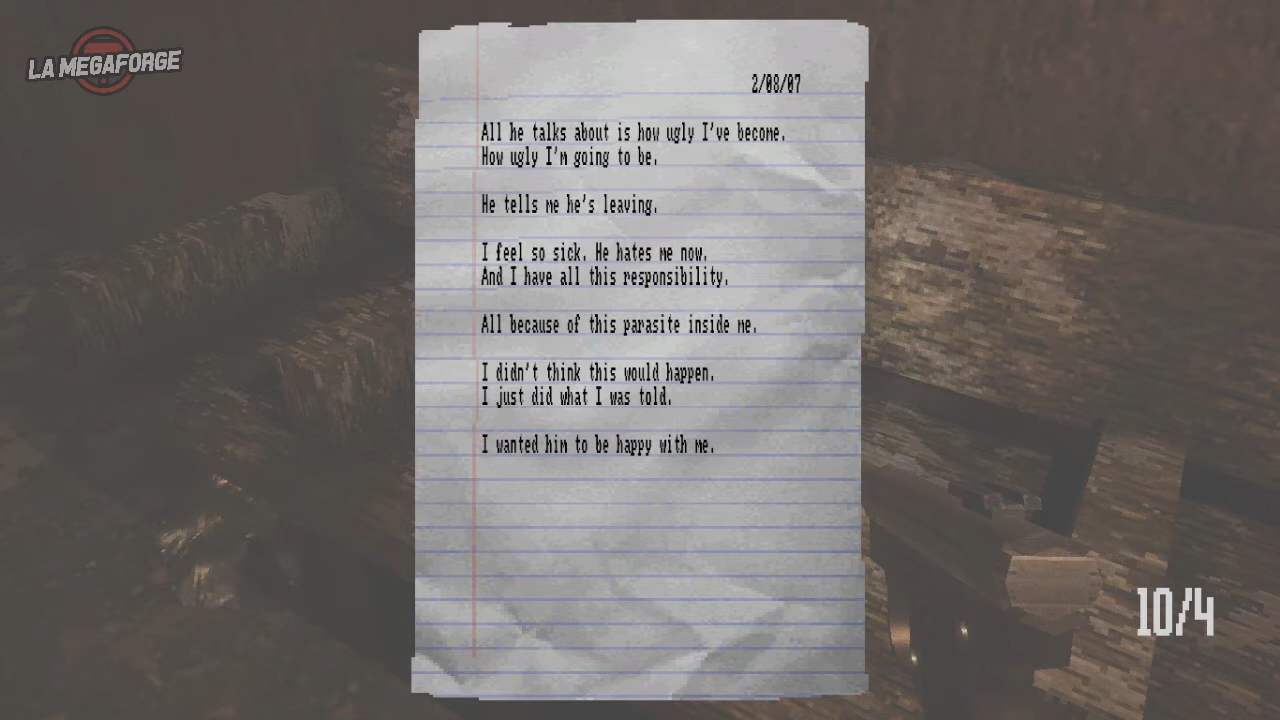 LA MEGAFORGE
2/08/07
All he talks about is how ugly I've become.
How ugly I'm going to be.
He tells me he's leaving.
I feel so sick. He hates me now.
And I have all this responsibility.
All because of this parasite inside me.
I didn't think this would happen.
I just did what I was told.
I wanted him to be happy with me.
10/4